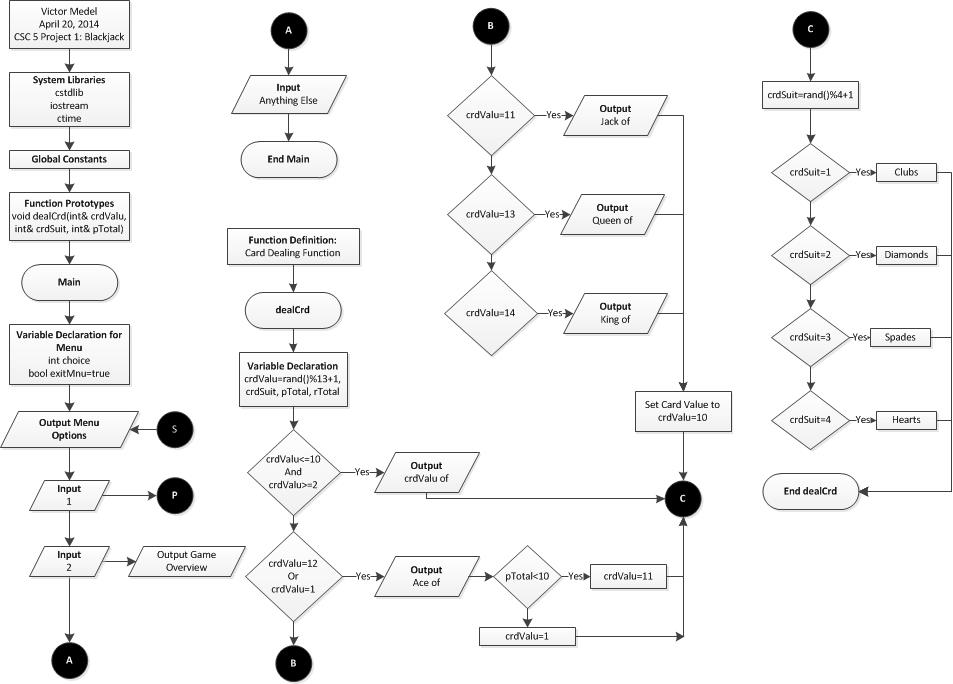 Victor Medel
April 20, 2014
CSC 5 Project 1: Blackjack
System Libraries
cstdlib
iostream
ctime
Global Constants
Function Prototypes
void dealCrd(int& crdValu,
int& crdSuit, int& pTotal)
Main
Variable Declaration for
Menu
int choice
bool exitMnu=true
Output Menu
Options
S
Input
1
P
Input
2
Output Game
Overview
A
A
Input
Anything Else
End Main
Function Definition:
Card Dealing Function
dealCrd
Variable Declaration
crdValu=rand()%13+1,
crdSuit, pTotal, rTotal
crdValu<=10
And
crdValu>=2
Yes
Output
crdValu of
crdValu=12
Or
crdValu=1
Yes
Output
Ace of
pTotal<10
Yes
crdValu=11
crdValu=1
B
B
crdValu=11
Yes
Output
Jack of
crdValu=13
Yes
Output
Queen of
crdValu=14
Yes
Output
King of
Set Card Value to
crdValu=10
C
C
crdSuit=rand()%4+1
crdSuit=1
Yes
Clubs
crdSuit=2
Yes
Diamonds
crdSuit=3
Yes
Spades
crdSuit=4
Yes
Hearts
End dealCrd